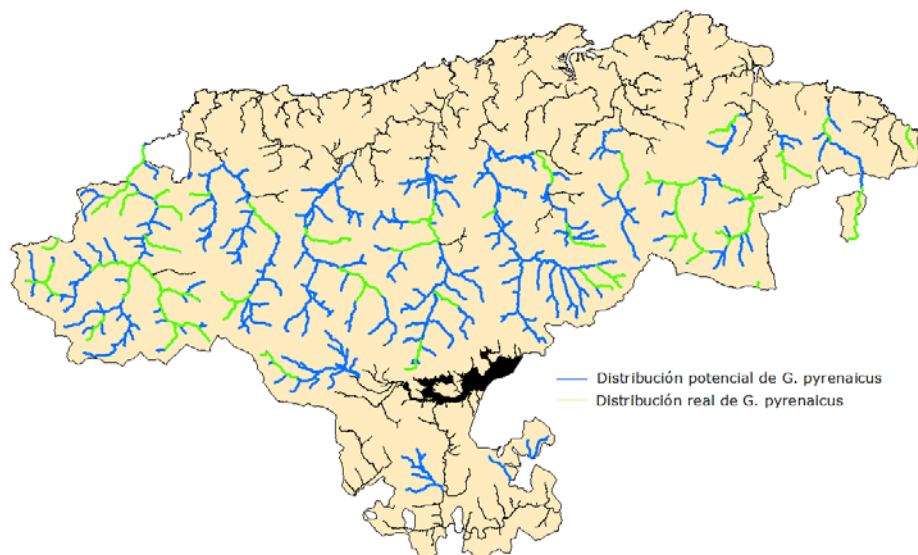 Distribución potencial de G. pyrenaicus
Distribución real de G. pyrenaicus